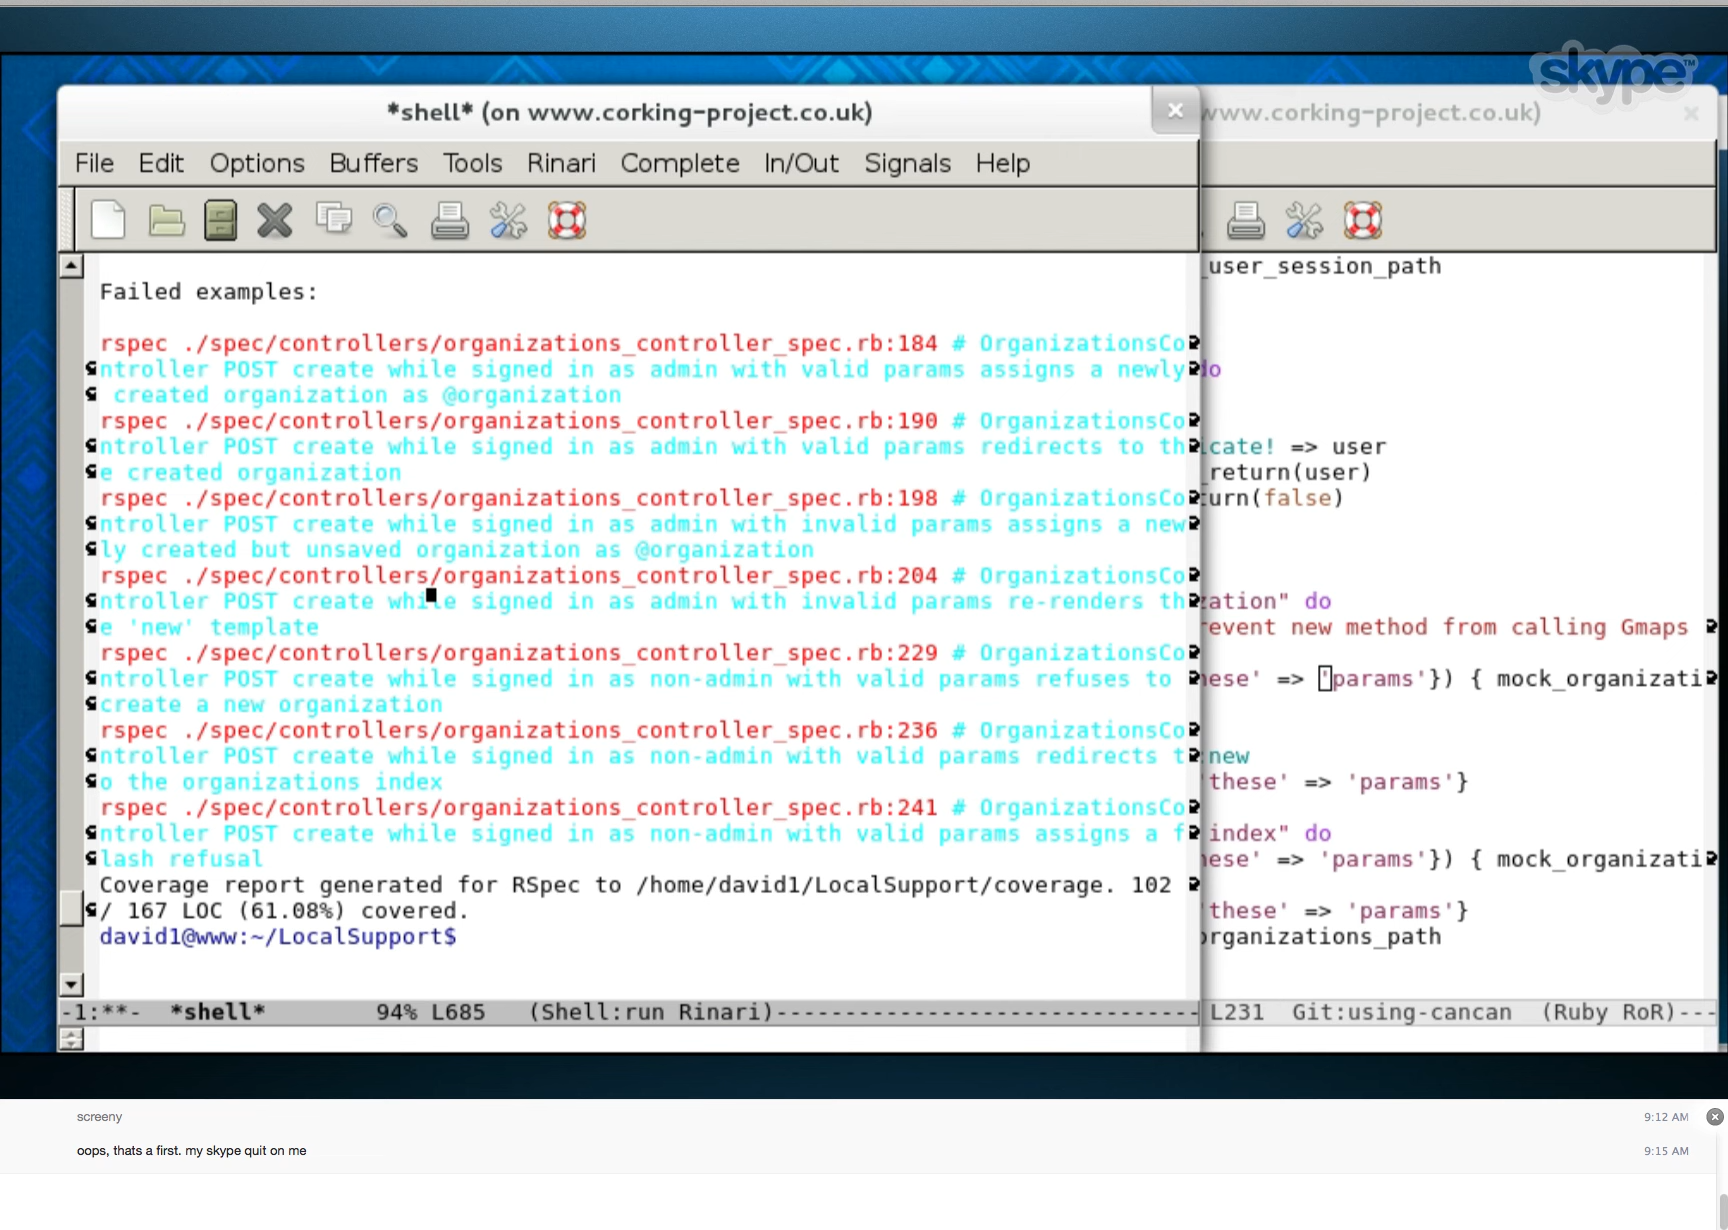 skype™
*shell* (on www.corking-project.co.uk)
www.corking-project.co.uk)
File Edit Options Buffers Tools Rinari Complete In/Out Signals Help
Failed examples:
rspec ./spec/controllers/organizations_controller_spec.rb:184 # OrganizationsCo
ntroller POST create while signed in as admin with valid params assigns a newly
created organization as @organization
rspec ./spec/controllers/organizations_controller_spec.rb:190 # OrganizationsCo
ntroller POST create while signed in as admin with valid params redirects to th
e created organization
rspec ./spec/controllers/organizations_controller_spec.rb:198 # OrganizationsCo
ntroller POST create while signed in as admin with invalid params assigns a new
ly created but unsaved organization as @organization
rspec ./spec/controllers/organizations_controller_spec.rb:204 # OrganizationsCo
ntroller POST create while signed in as admin with invalid params re-renders th
e 'new' template
rspec ./spec/controllers/organizations_controller_spec.rb:229 # OrganizationsCo
ntroller POST create while signed in as non-admin with valid params refuses to
create a new organization
rspec ./spec/controllers/organizations_controller_spec.rb:236 # OrganizationsCo
ntroller POST create while signed in as non-admin with valid params redirects t
o the organizations index
rspec ./spec/controllers/organizations_controller_spec.rb:241 # OrganizationsCo
ntroller POST create while signed in as non-admin with valid params assigns a f
lash refusal
Coverage report generated for RSpec to /home/david1/LocalSupport/coverage. 102
/ 167 LOC (61.08%) covered.
david1@www:~/LocalSupport$
-1:**- *shell* 94% L685 (Shell:run Rinari)------------------------------
_user_session_path
do
cate! => user
_return(user)
turn(false)
zation" do
revent new method from calling Gmaps
hese' => 'params'}) { mock_organizati
new
'these' => 'params'}
index" do
hese' => 'params'}) { mock_organizati
'these' => 'params'}
organizations_path
L231 Git:using-cancan (Ruby RoR)---
screeny 9:12 AM
oops, thats a first. my skype quit on me 9:15 AM